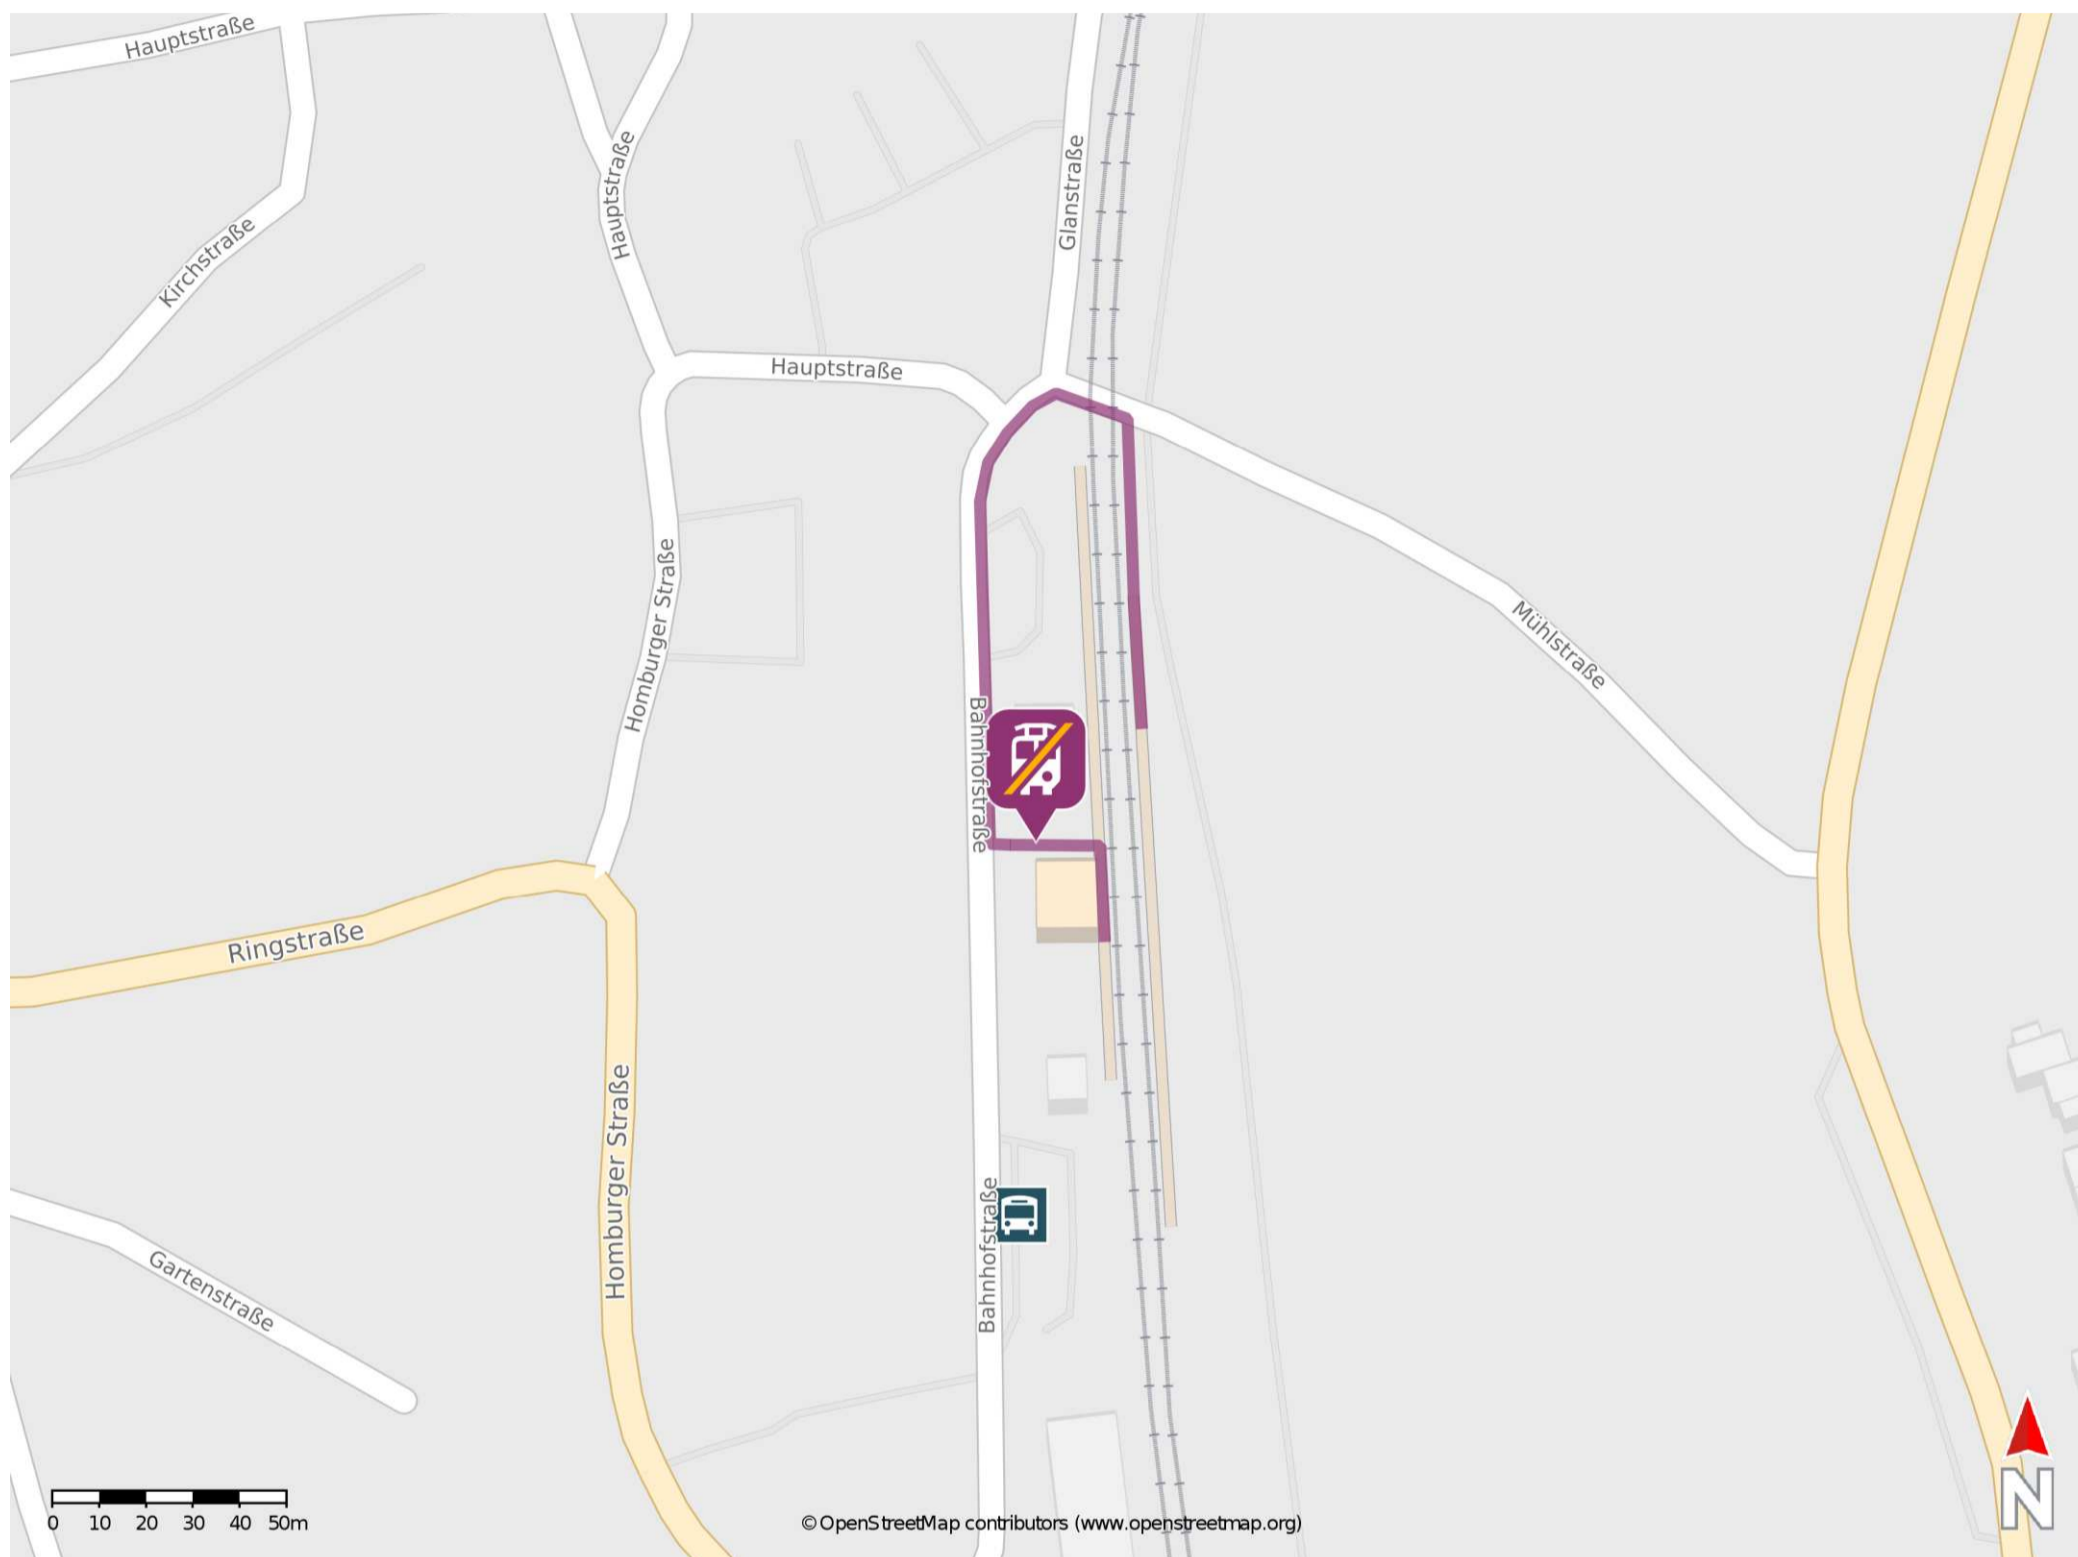 Hauptstraße
Hauptstraße
Glanstraße
Kirchstraße
Hauptstraße
Homburger Straße
Mühlstraße
Bahnhofstraße
Ringstraße
Homburger Straße
Bahnhofstraße
Gartenstraße
0 10 20 30 40 50m
© OpenStreetMap contributors (www.openstreetmap.org)
N